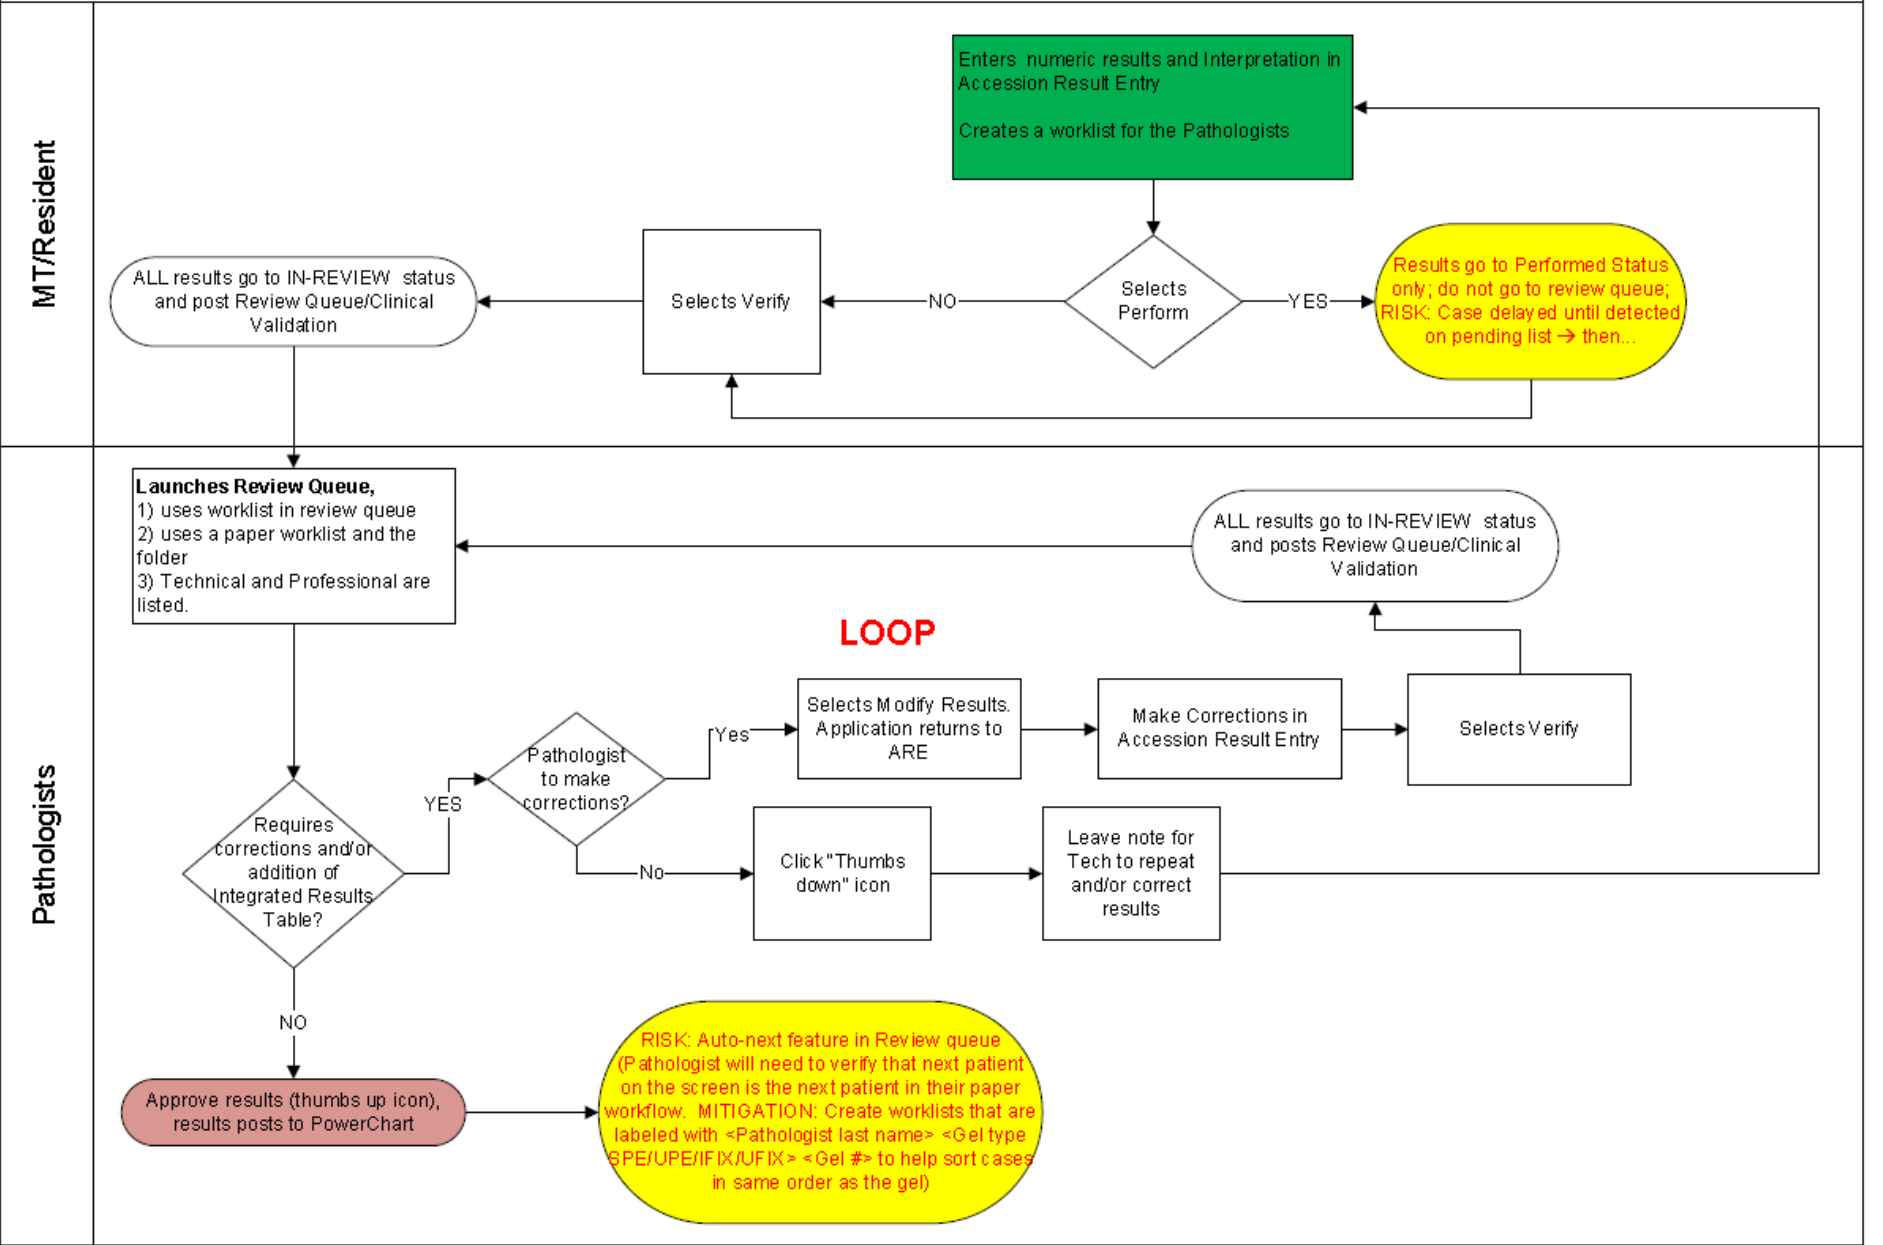 MT/Resident
Enters numeric results and Interpretation in
Accession Result Entry
Creates a worklist for the Pathologists
Selects
Perform
NO
YES
Selects Verify
ALL results go to IN-REVIEW status
and post Review Queue/Clinical
Validation
Results go to Performed Status
only; do not go to review queue;
RISK: Case delayed until detected
on pending list → then...
Pathologists
Launches Review Queue,
1) uses worklist in review queue
2) uses a paper worklist and the
folder
3) Technical and Professional are
listed.
ALL results go to IN-REVIEW status
and posts Review Queue/Clinical
Validation
LOOP
Requires
corrections and/or
addition of
Integrated Results
Table?
YES
Pathologist
to make
corrections?
Yes
Selects Modify Results.
Application returns to
ARE
Make Corrections in
Accession Result Entry
Selects Verify
No
Click "Thumbs
down" icon
Leave note for
Tech to repeat
and/or correct
results
NO
Approve results (thumbs up icon),
results posts to PowerChart
RISK: Auto-next feature in Review queue
(Pathologist will need to verify that next patient
on the screen is the next patient in their paper
workflow. MITIGATION: Create worklists that are
labeled with <Pathologist last name> <Gel type
SPE/UPE/IFIX/UFIX> <Gel #> to help sort cases
in same order as the gel)